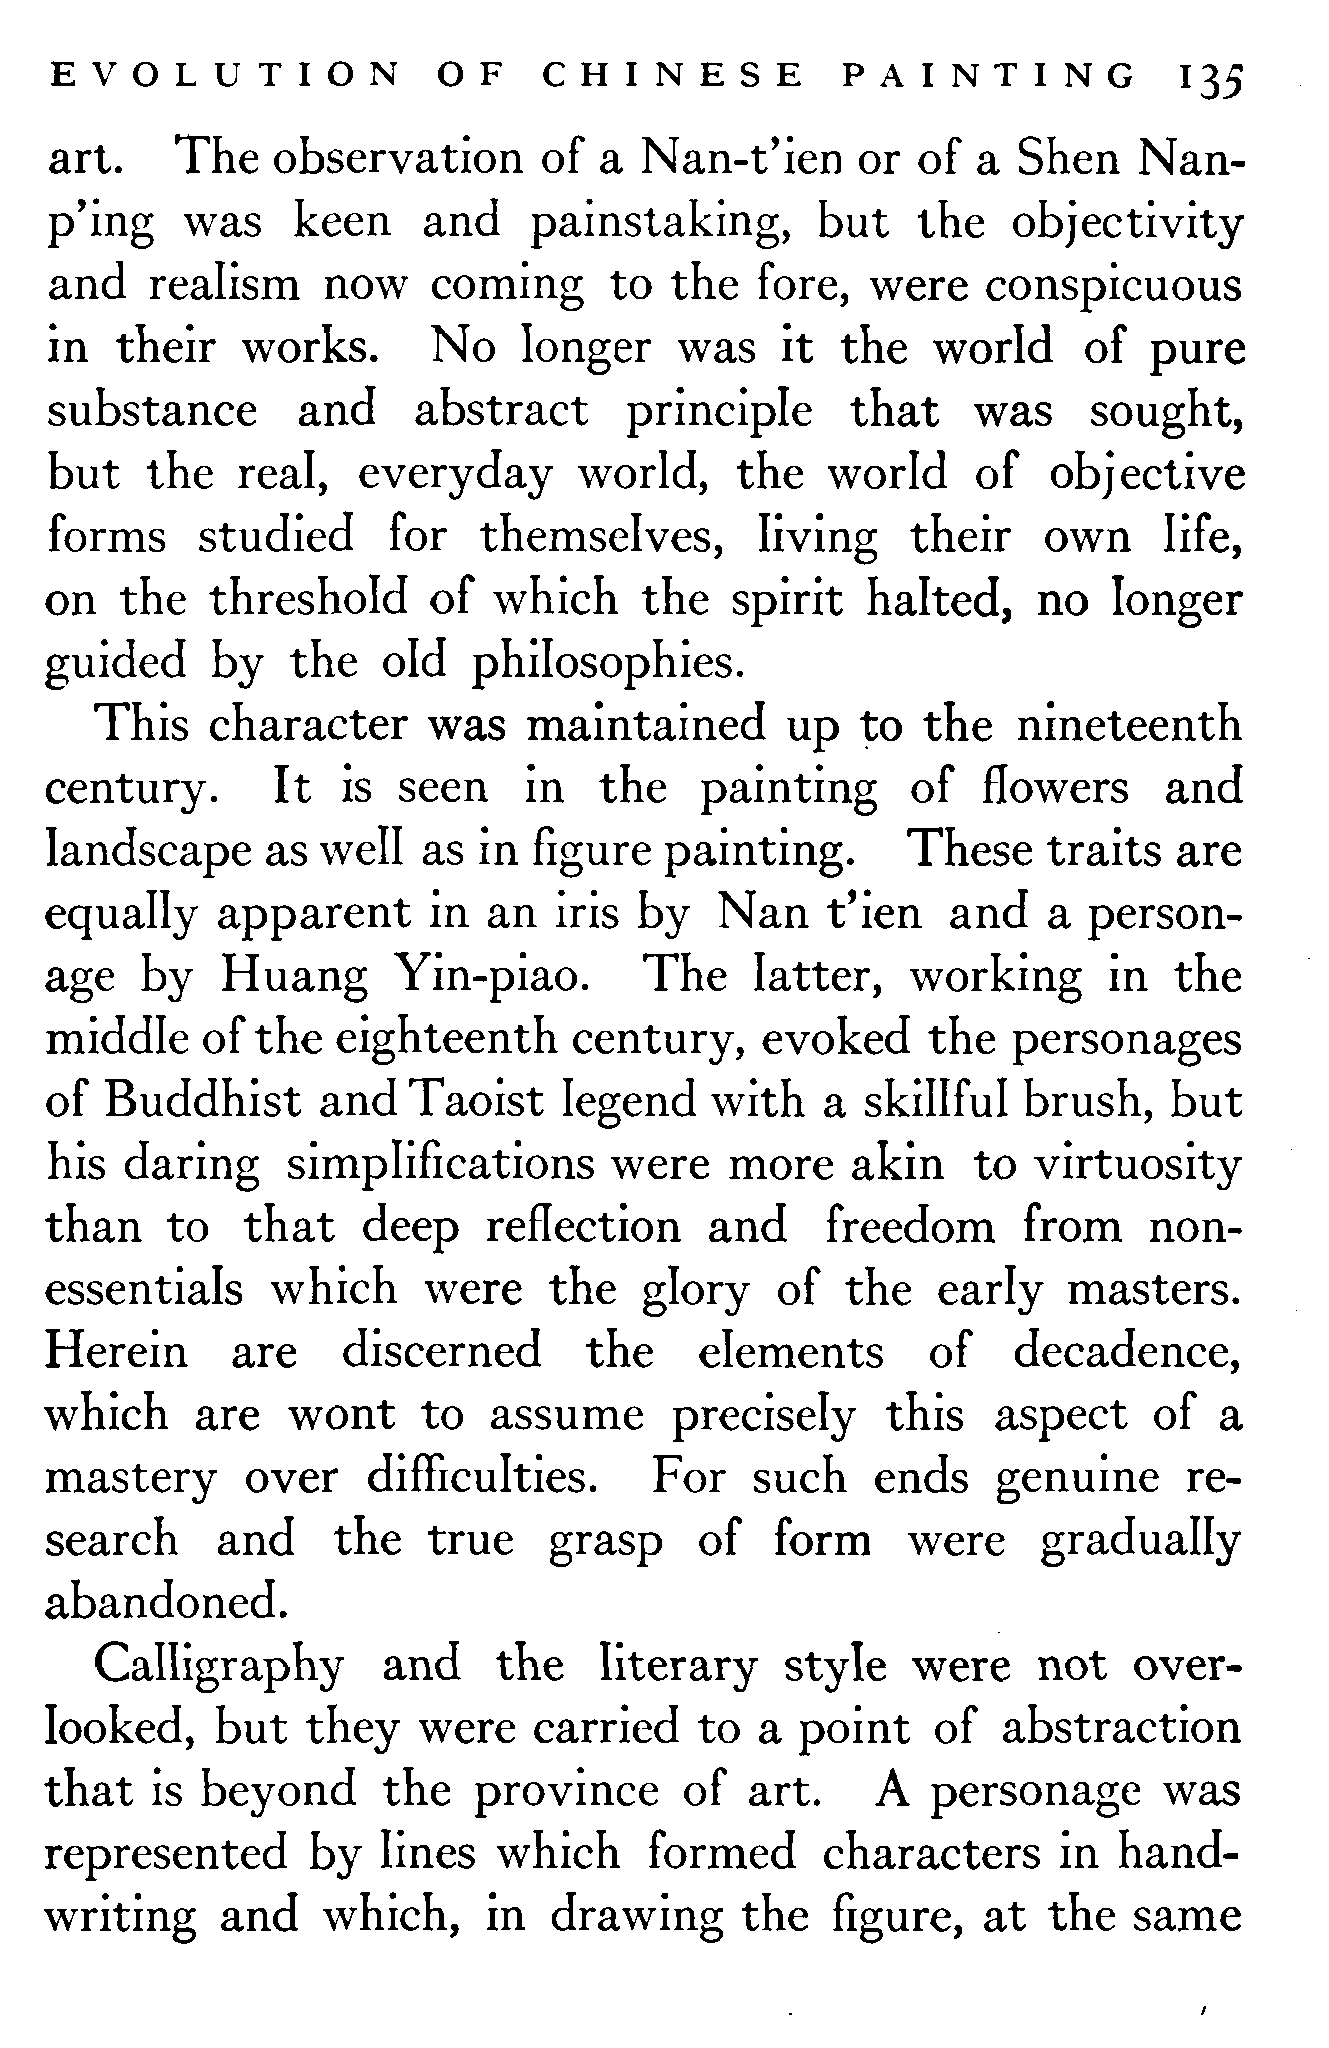 EVOLUTION OF CHINESE PAINTING 135
art. The observation of a Nan-t'ien or of a Shen Nan-
p'ing was keen and painstaking, but the objectivity
and realism now coming to the fore, were conspicuous
in their works. No longer was it the world of pure
substance and abstract principle that was sought,
but the real, everyday world, the world of objective
forms studied for themselves, living their own life,
on the threshold of which the spirit halted, no longer
guided by the old philosophies.
This character was maintained up to the nineteenth
century. It is seen in the painting of flowers and
landscape as well as in figure painting. These traits are
equally apparent in an iris by Nan t'ien and a person-
age by Huang Yin-piao. The latter, working in the
middle of the eighteenth century, evoked the personages
of Buddhist and Taoist legend with a skillful brush, but
his daring simplifications were more akin to virtuosity
than to that deep reflection and freedom from non-
essentials which were the glory of the early masters.
Herein are discerned the elements of decadence,
which are wont to assume precisely this aspect of a
mastery over difficulties. For such ends genuine re-
search and the true grasp of form were gradually
abandoned.
Calligraphy and the literary style were not over-
looked, but they were carried to a point of abstraction
that is beyond the province of art. A personage was
represented by lines which formed characters in hand-
writing and which, in drawing the figure, at the same